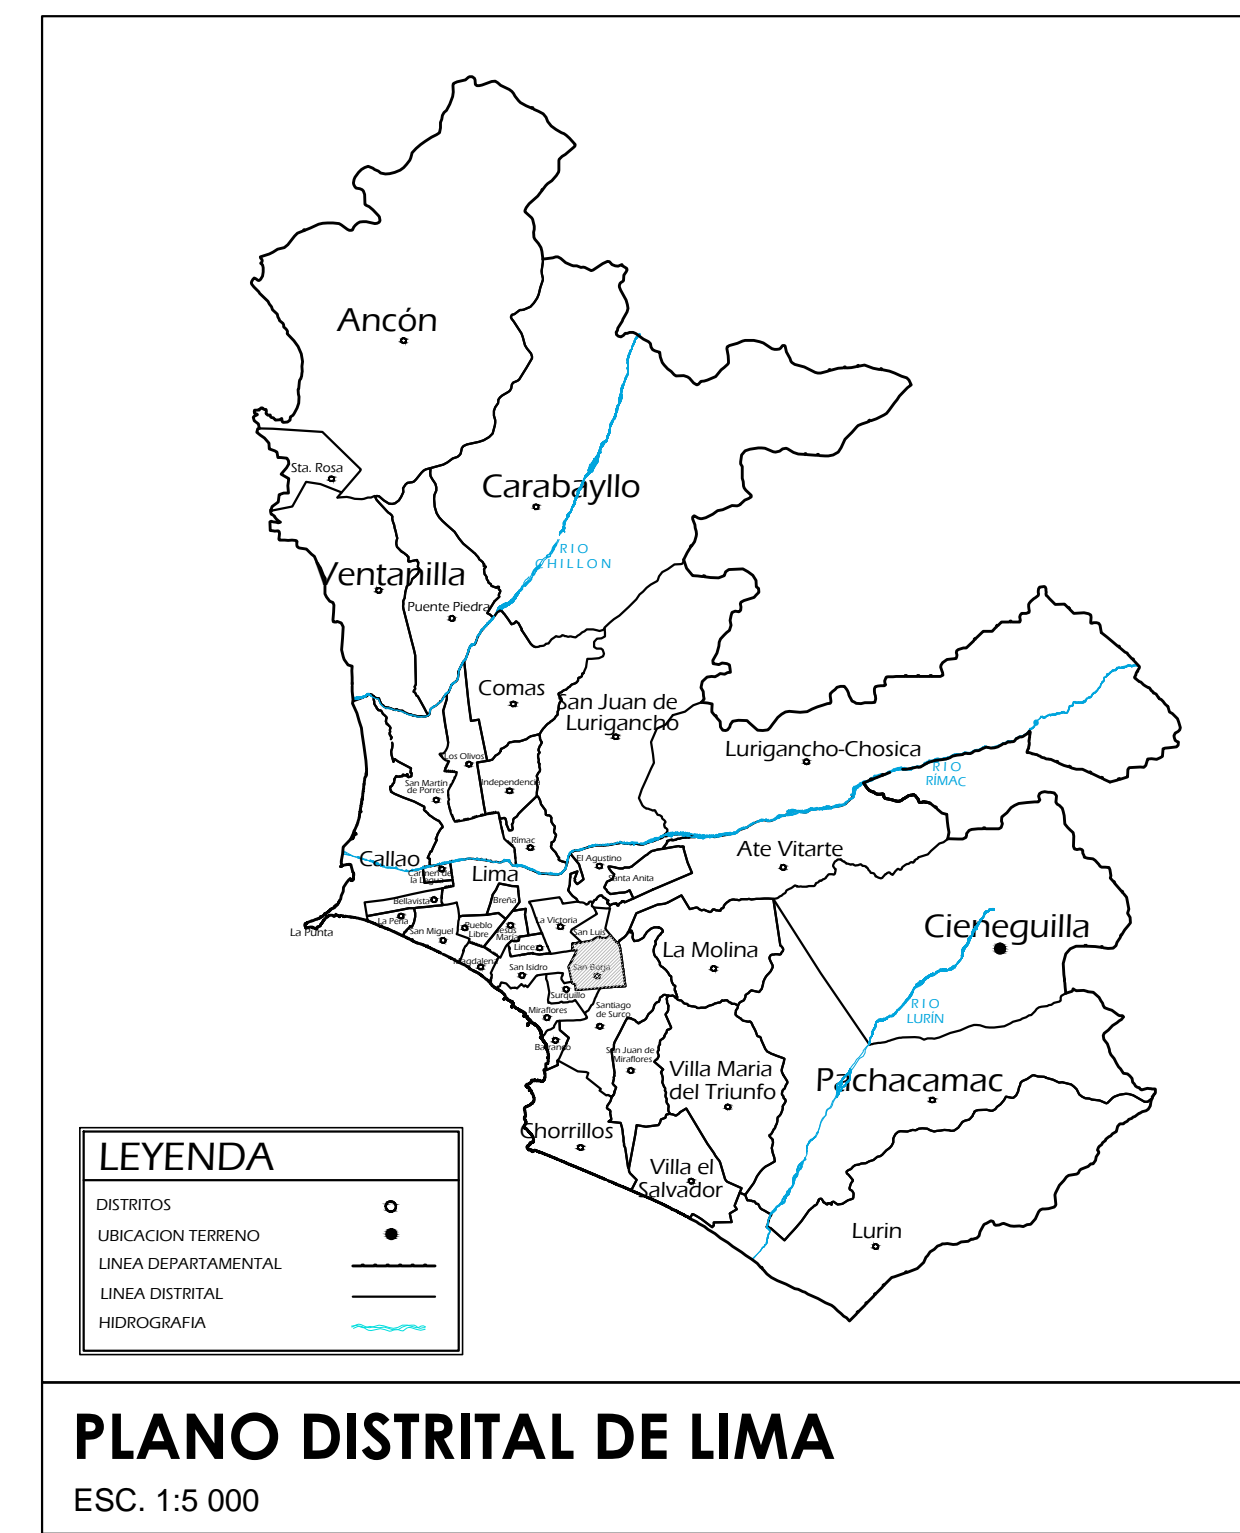 Ancón
Sta. Rosa
Carabayllo
RIO
CHILLON
Ventanilla
Puente Piedra
Comas
San Juan de
Lurigancho
Lurigancho-Chosica
RIO
RÍMAC
Los Olivos
San Martin
de Porres
Independencia
Rímac
Callao
Carmen de
la Legua
Lima
El Agustino
Santa Anita
Ate Vitarte
Bellavista
Breña
La Perla
La Punta
San Miguel
Pueblo
Libre
Jesus
Maria
La Victoria
San Luis
Lince
Magdalena
San Isidro
San Borja
La Molina
Cieneguilla
Surquillo
Miraflores
Santiago
de Surco
RIO
LURÍN
Barranco
San Juan de
Miraflores
Villa Maria
del Triunfo
Pachacamac
Chorrillos
Villa el
Salvador
Lurin
LEYENDA
DISTRITOS
UBICACION TERRENO
LINEA DEPARTAMENTAL
LINEA DISTRITAL
HIDROGRAFIA
PLANO DISTRITAL DE LIMA
ESC. 1:5 000